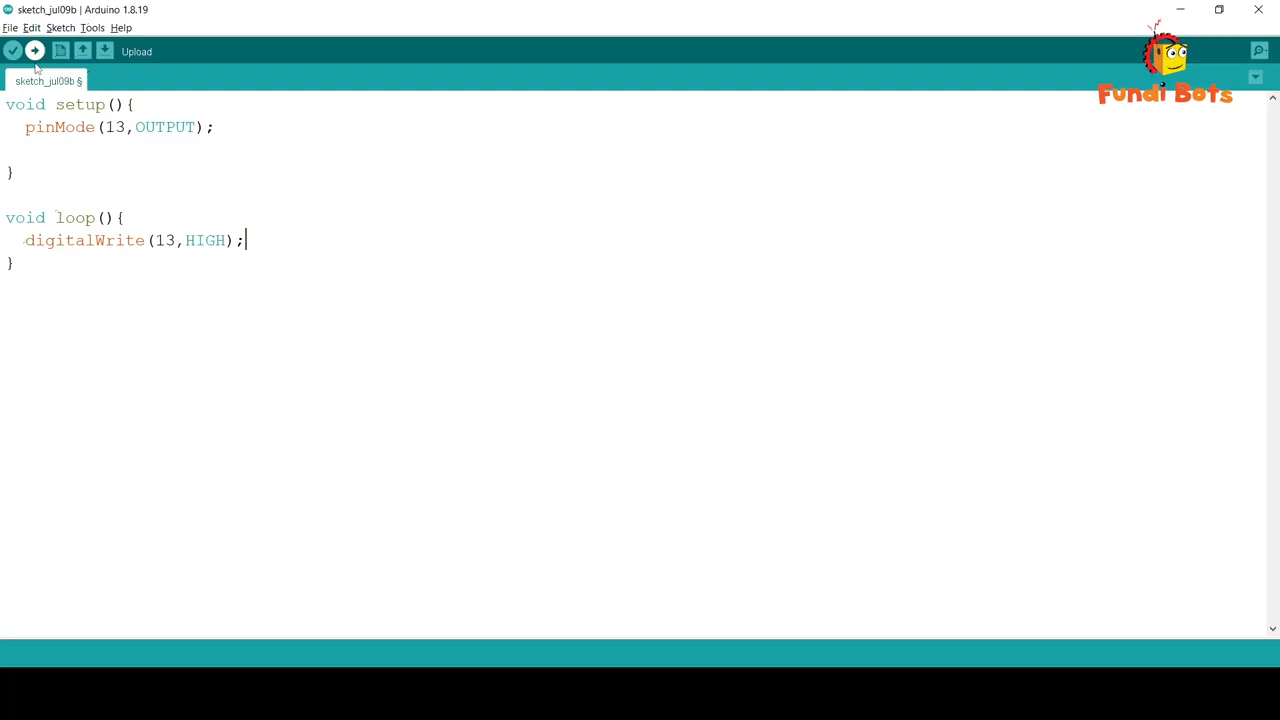 sketch_jul09b | Arduino 1.8.19
File Edit Sketch Tools Help
Upload
sketch_jul09b §
Fundi Bots
void setup(){
pinMode(13,OUTPUT);
}
void loop(){
digitalWrite(13,HIGH);
}